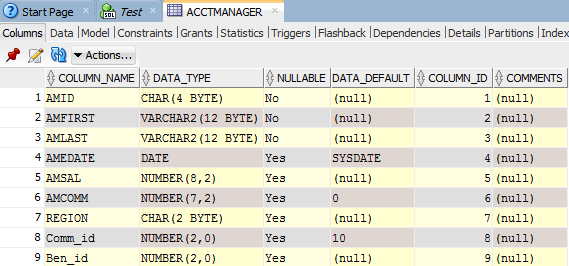 Start Page Test ACCTMANAGER
Columns Data Model Constraints Grants Statistics Triggers Flashback Dependencies Details Partitions Index
Actions...
COLUMN_NAME DATA_TYPE NULLABLE DATA_DEFAULT COLUMN_ID COMMENTS
1 AMID CHAR(4 BYTE) No (null) 1 (null)
2 AMFIRST VARCHAR2(12 BYTE) No (null) 2 (null)
3 AMLAST VARCHAR2(12 BYTE) No (null) 3 (null)
4 AMEDATE DATE Yes SYSDATE 4 (null)
5 AMSAL NUMBER(8,2) Yes (null) 5 (null)
6 AMCOMM NUMBER(7,2) Yes 0 6 (null)
7 REGION CHAR(2 BYTE) Yes (null) 7 (null)
8 Comm_id NUMBER(2,0) Yes 10 8 (null)
9 Ben_id NUMBER(2,0) Yes (null) 9 (null)